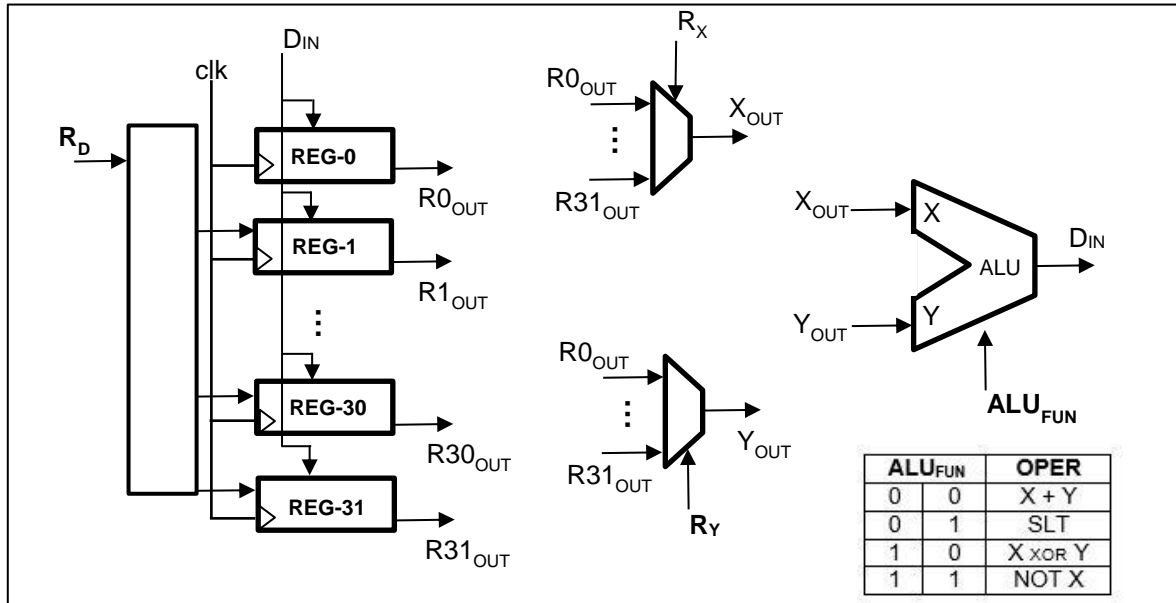 clk
D_IN
R_D
REG-0
R0_OUT
REG-1
R1_OUT
⋮
REG-30
R30_OUT
REG-31
R31_OUT
R_X
R0_OUT
⋮
R31_OUT
X_OUT
R0_OUT
⋮
R31_OUT
Y_OUT
R_Y
X_OUT
X
ALU
D_IN
Y_OUT
Y
ALU_FUN
ALU_FUN OPER
0 0 X + Y
0 1 SLT
1 0 X XOR Y
1 1 NOT X